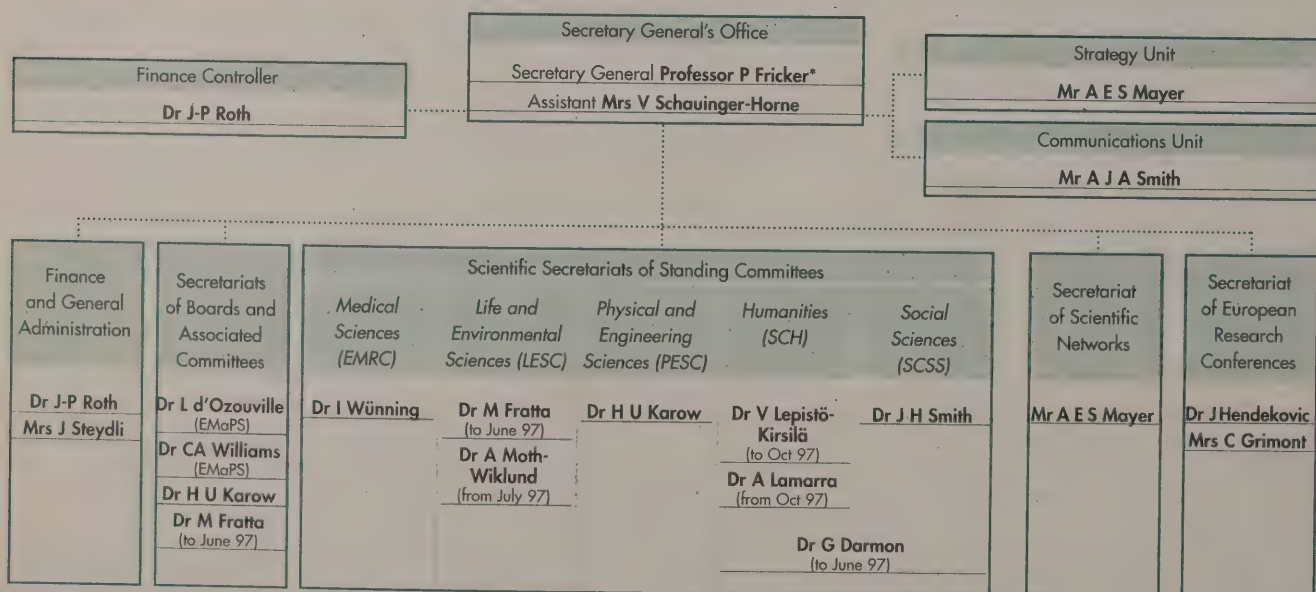 Secretary General's Office
Secretary General Professor P Fricker*
Assistant Mrs V Schauinger-Horne
Finance Controller
Dr J-P Roth
Strategy Unit
Mr A E S Mayer
Communications Unit
Mr A J A Smith
Finance
and General
Administration
Dr J-P Roth
Mrs J Steydli
Secretariats
of Boards and
Associated
Committees
Dr L d'Ozouville
(EMaPS)
Dr CA Williams
(EMaPS)
Dr H U Karow
Dr M Fratta
(to June 97)
Scientific Secretariats of Standing Committees
Medical
Sciences
(EMRC)
Dr I Wünning
Life and
Environmental
Sciences (LESC)
Dr M Fratta
(to June 97)
Dr A Moth-
Wiklund
(from July 97)
Physical and
Engineering
Sciences (PESC)
Dr H U Karow
Humanities
(SCH)
Dr V Lepistö-
Kirsilä
(to Oct 97)
Dr A Lamarra
(from Oct 97)
Social
Sciences
(SCSS)
Dr J H Smith
Dr G Darmon
(to June 97)
Secretariat
of Scientific
Networks
Mr A E S Mayer
Secretariat
of European
Research
Conferences
Dr J Hendekovic
Mrs C Grimont